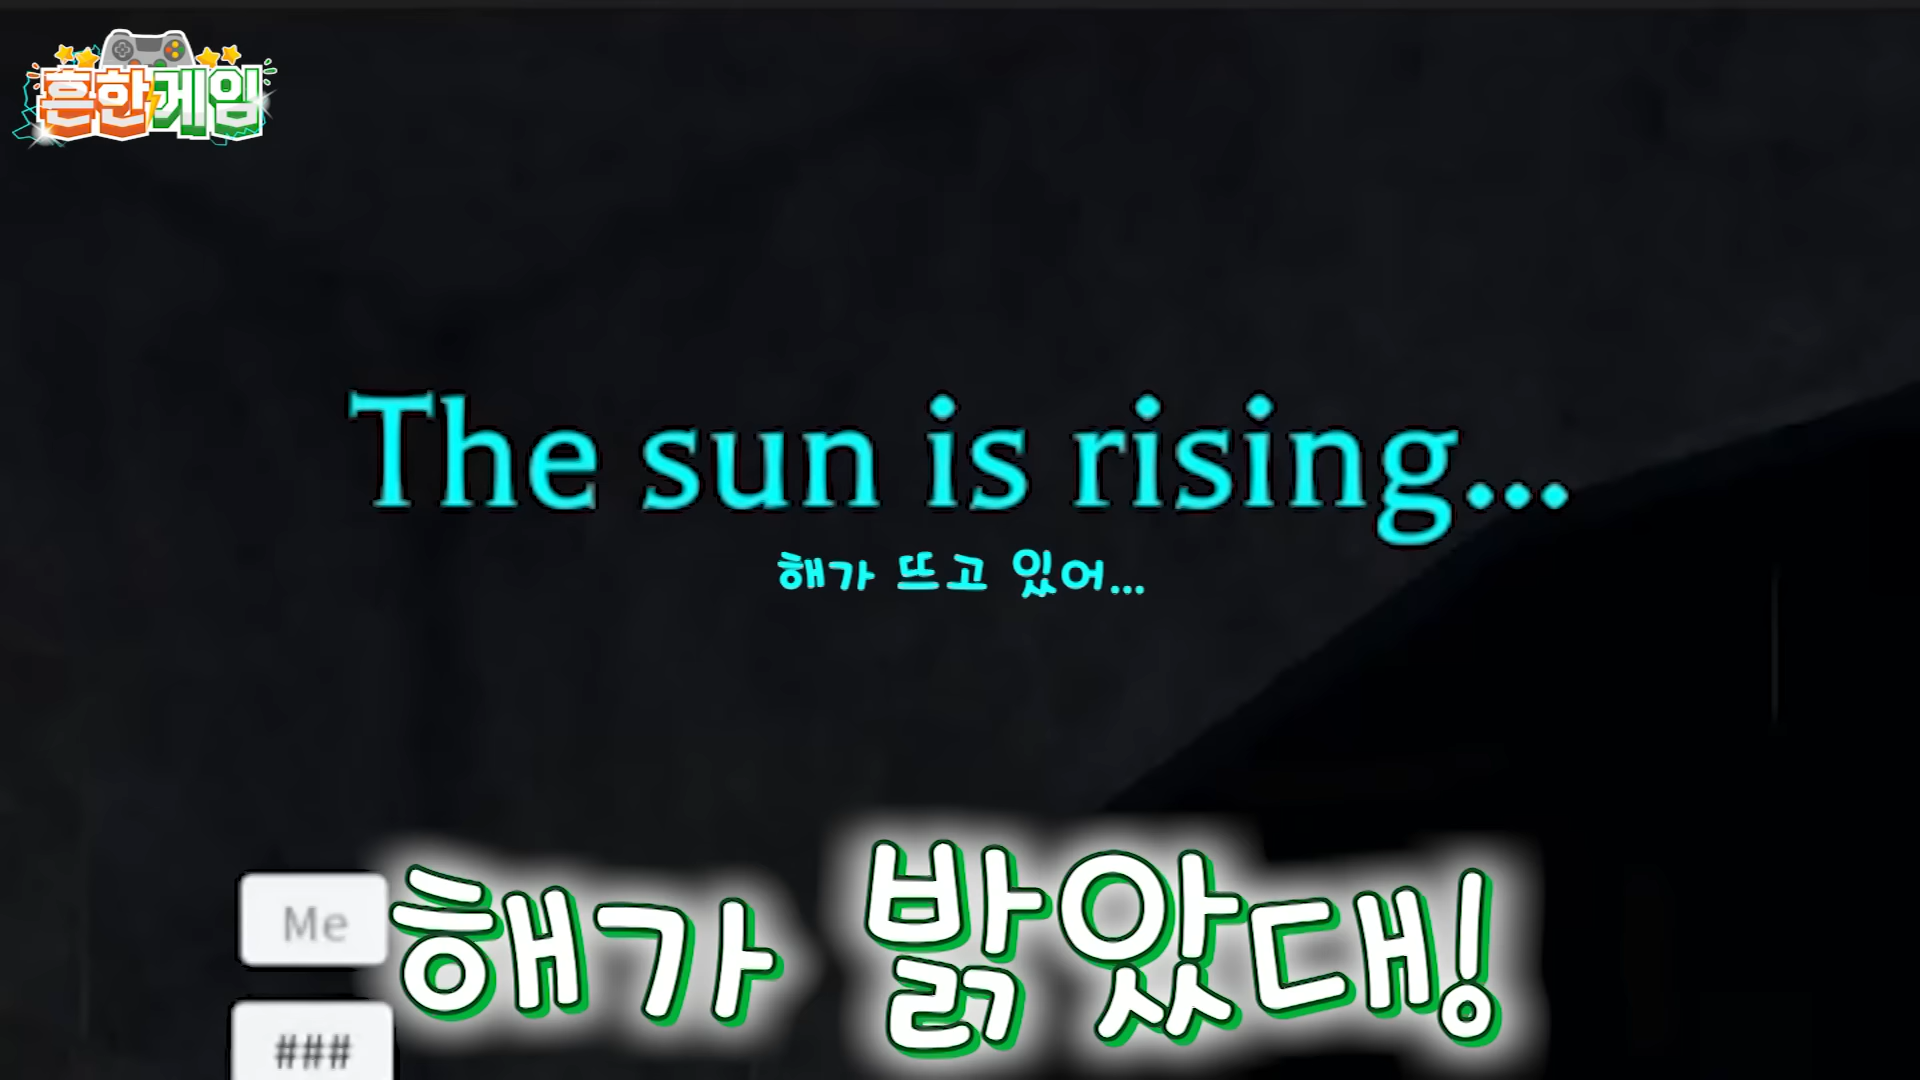 흔한게임
The sun is rising...
해가 뜨고 있어...
Me
해가 밝았대!
###